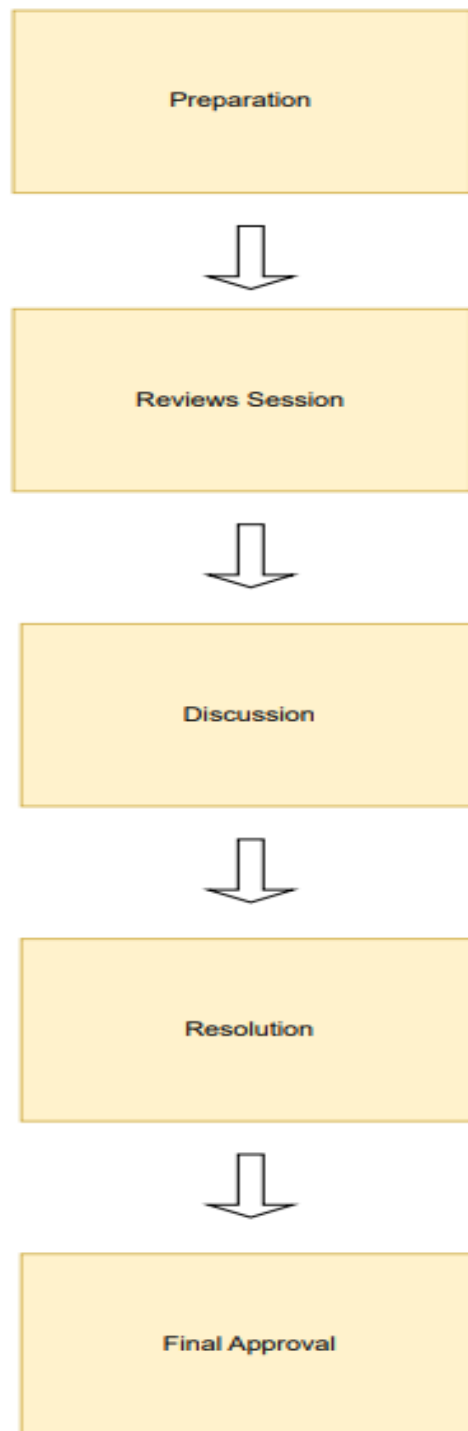 Preparation
Reviews Session
Discussion
Resolution
Final Approval